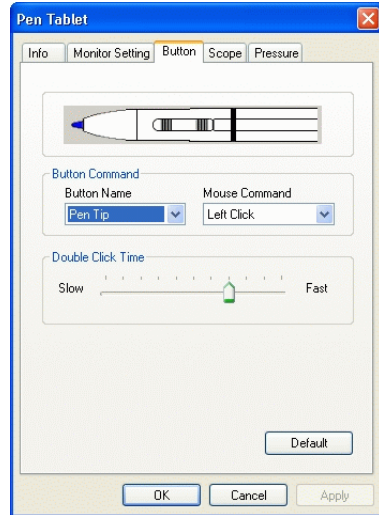 Pen Tablet
Info Monitor Setting Button Scope Pressure
Button Command
Button Name Mouse Command
Pen Tip Left Click
Double Click Time
Slow Fast
Default
OK Cancel Apply